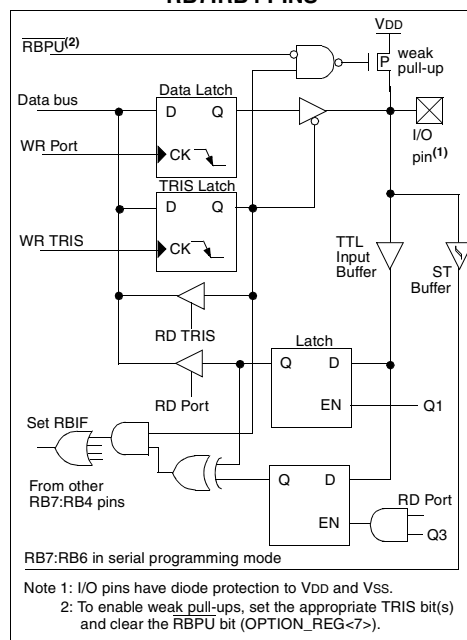 VDD
RBPU(2)
P
weak
pull-up
Data Latch
Data bus
D
Q
I/O
pin(1)
WR Port
CK
TRIS Latch
D
Q
WR TRIS
CK
TTL
Input
Buffer
ST
Buffer
RD TRIS
Latch
Q
D
RD Port
EN
Q1
Set RBIF
From other
RB7:RB4 pins
Q
D
RD Port
EN
Q3
RB7:RB6 in serial programming mode
Note 1: I/O pins have diode protection to VDD and VSS.
2: To enable weak pull-ups, set the appropriate TRIS bit(s)
and clear the RBPU bit (OPTION_REG<7>).